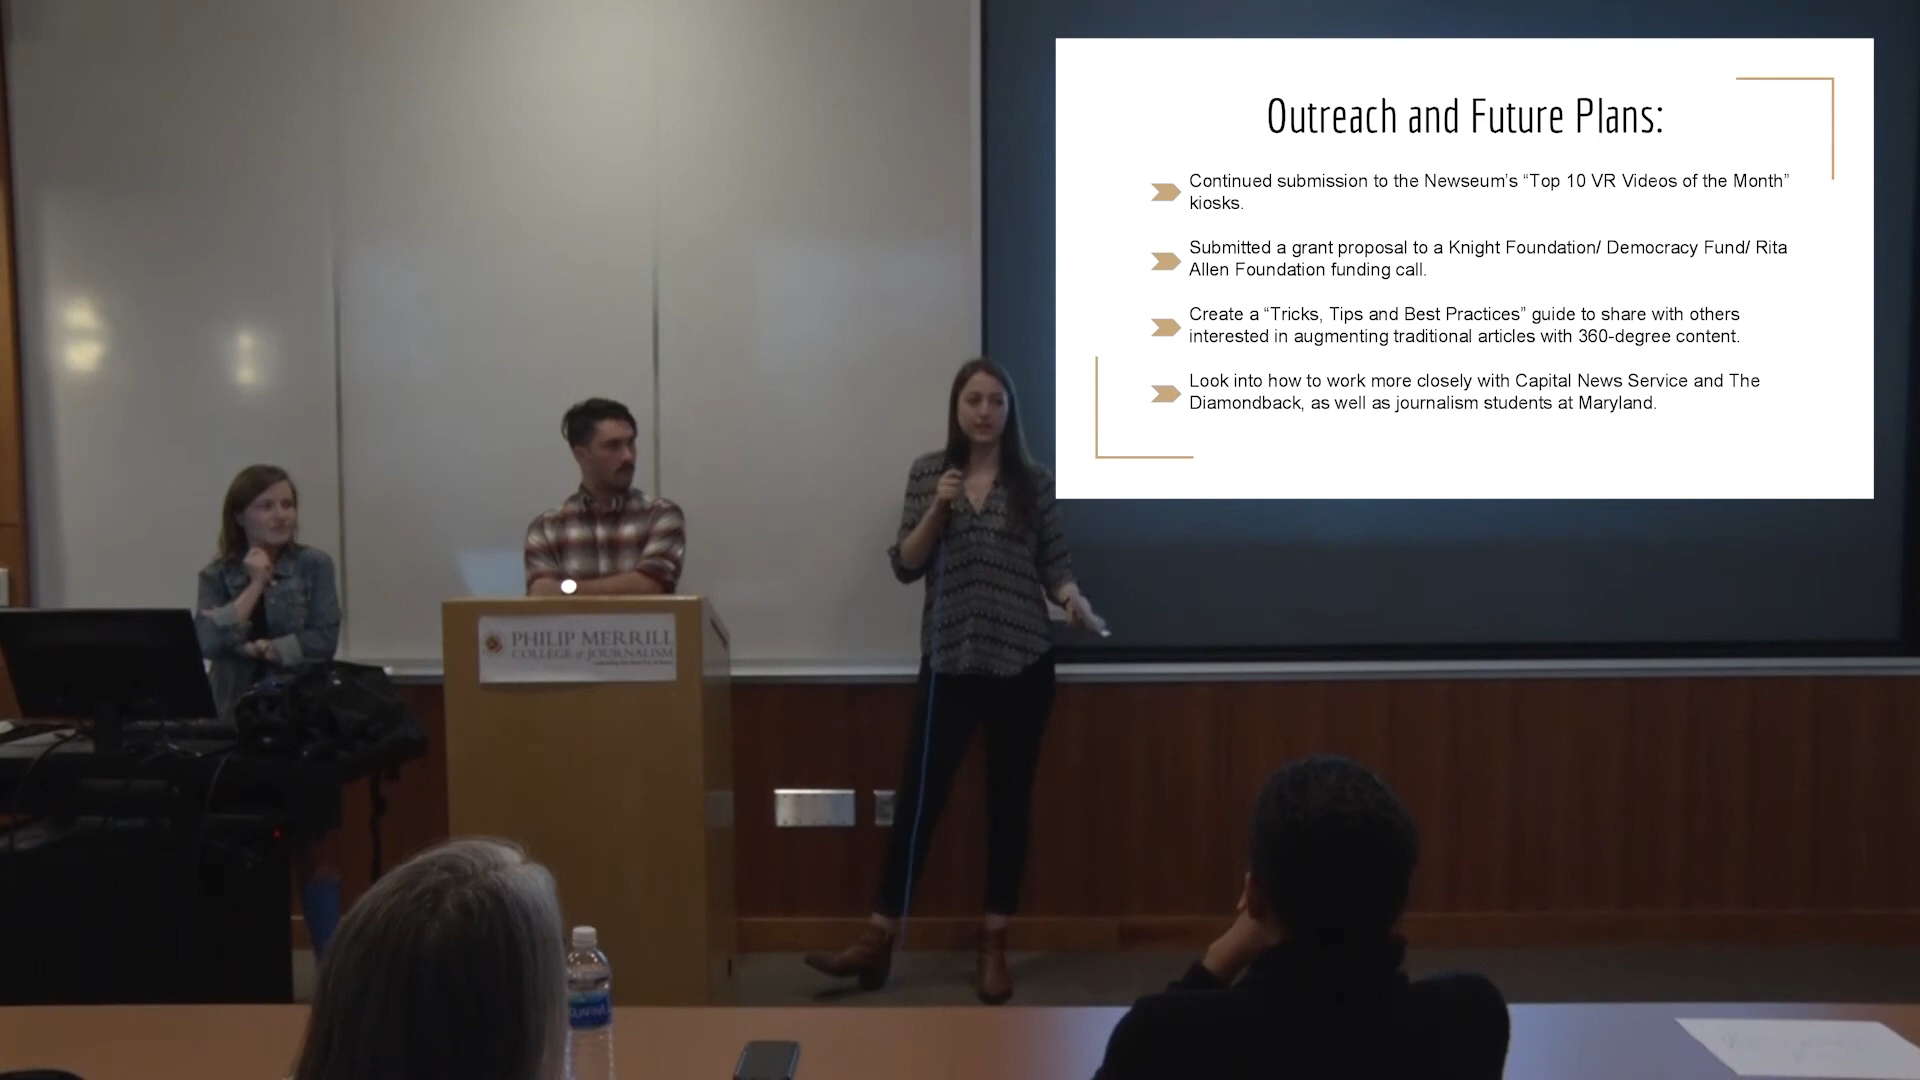 Outreach and Future Plans:
Continued submission to the Newseum's “Top 10 VR Videos of the Month”
kiosks.
Submitted a grant proposal to a Knight Foundation/ Democracy Fund/ Rita
Allen Foundation funding call.
Create a “Tricks, Tips and Best Practices” guide to share with others
interested in augmenting traditional articles with 360-degree content.
Look into how to work more closely with Capital News Service and The
Diamondback, as well as journalism students at Maryland.
PHILIP MERRILL
COLLEGE of JOURNALISM